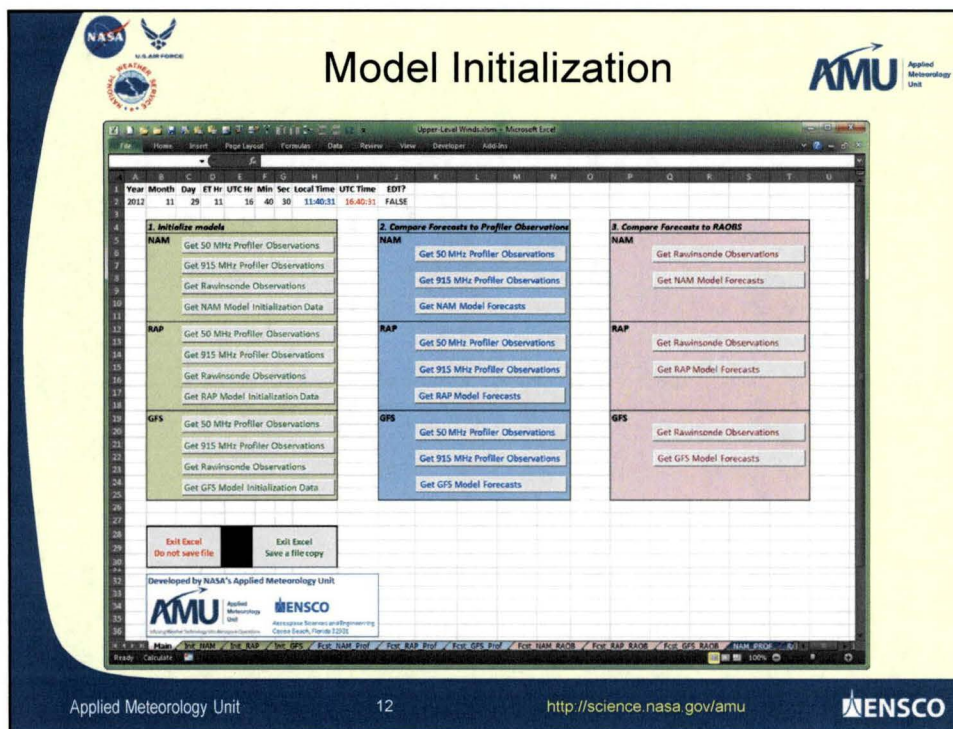 NASA
U.S. AIR FORCE
NATIONAL WEATHER SERVICE
Model Initialization
AMU Applied Meteorology Unit
Upper-Level Winds.xlsm - Microsoft Excel
File Home Insert Page Layout Formulas Data Review View Developer Add-Ins
A B C D E F G H I J K L M N O P Q R S T U
1 Year Month Day ET Hr UTC Hr Min Sec Local Time UTC Time EDT?
2 2012 11 29 11 16 40 30 11:40:31 16:40:31 FALSE
1. Initialize models
NAM
Get 50 MHz Profiler Observations
Get 915 MHz Profiler Observations
Get Rawinsonde Observations
Get NAM Model Initialization Data
RAP
Get 50 MHz Profiler Observations
Get 915 MHz Profiler Observations
Get Rawinsonde Observations
Get RAP Model Initialization Data
GFS
Get 50 MHz Profiler Observations
Get 915 MHz Profiler Observations
Get Rawinsonde Observations
Get GFS Model Initialization Data
2. Compare Forecasts to Profiler Observations
NAM
Get 50 MHz Profiler Observations
Get 915 MHz Profiler Observations
Get NAM Model Forecasts
RAP
Get 50 MHz Profiler Observations
Get 915 MHz Profiler Observations
Get RAP Model Forecasts
GFS
Get 50 MHz Profiler Observations
Get 915 MHz Profiler Observations
Get GFS Model Forecasts
3. Compare Forecasts to RAOBS
NAM
Get Rawinsonde Observations
Get NAM Model Forecasts
RAP
Get Rawinsonde Observations
Get RAP Model Forecasts
GFS
Get Rawinsonde Observations
Get GFS Model Forecasts
Exit Excel
Do not save file
Exit Excel
Save a file copy
Developed by NASA's Applied Meteorology Unit
AMU Applied Meteorology Unit
ENSCO
Aerospace Sciences and Engineering
Cocoa Beach, Florida 32931
Main Init_NAM Init_RAP Init_GFS Fcst_NAM_Prof Fcst_RAP_Prof Fcst_GFS_Prof Fcst_NAM_RAOB Fcst_RAP_RAOB Fcst_GFS_RAOB NAM_PROF
Ready Calculate 100%
Applied Meteorology Unit 12 http://science.nasa.gov/amu ENSCO